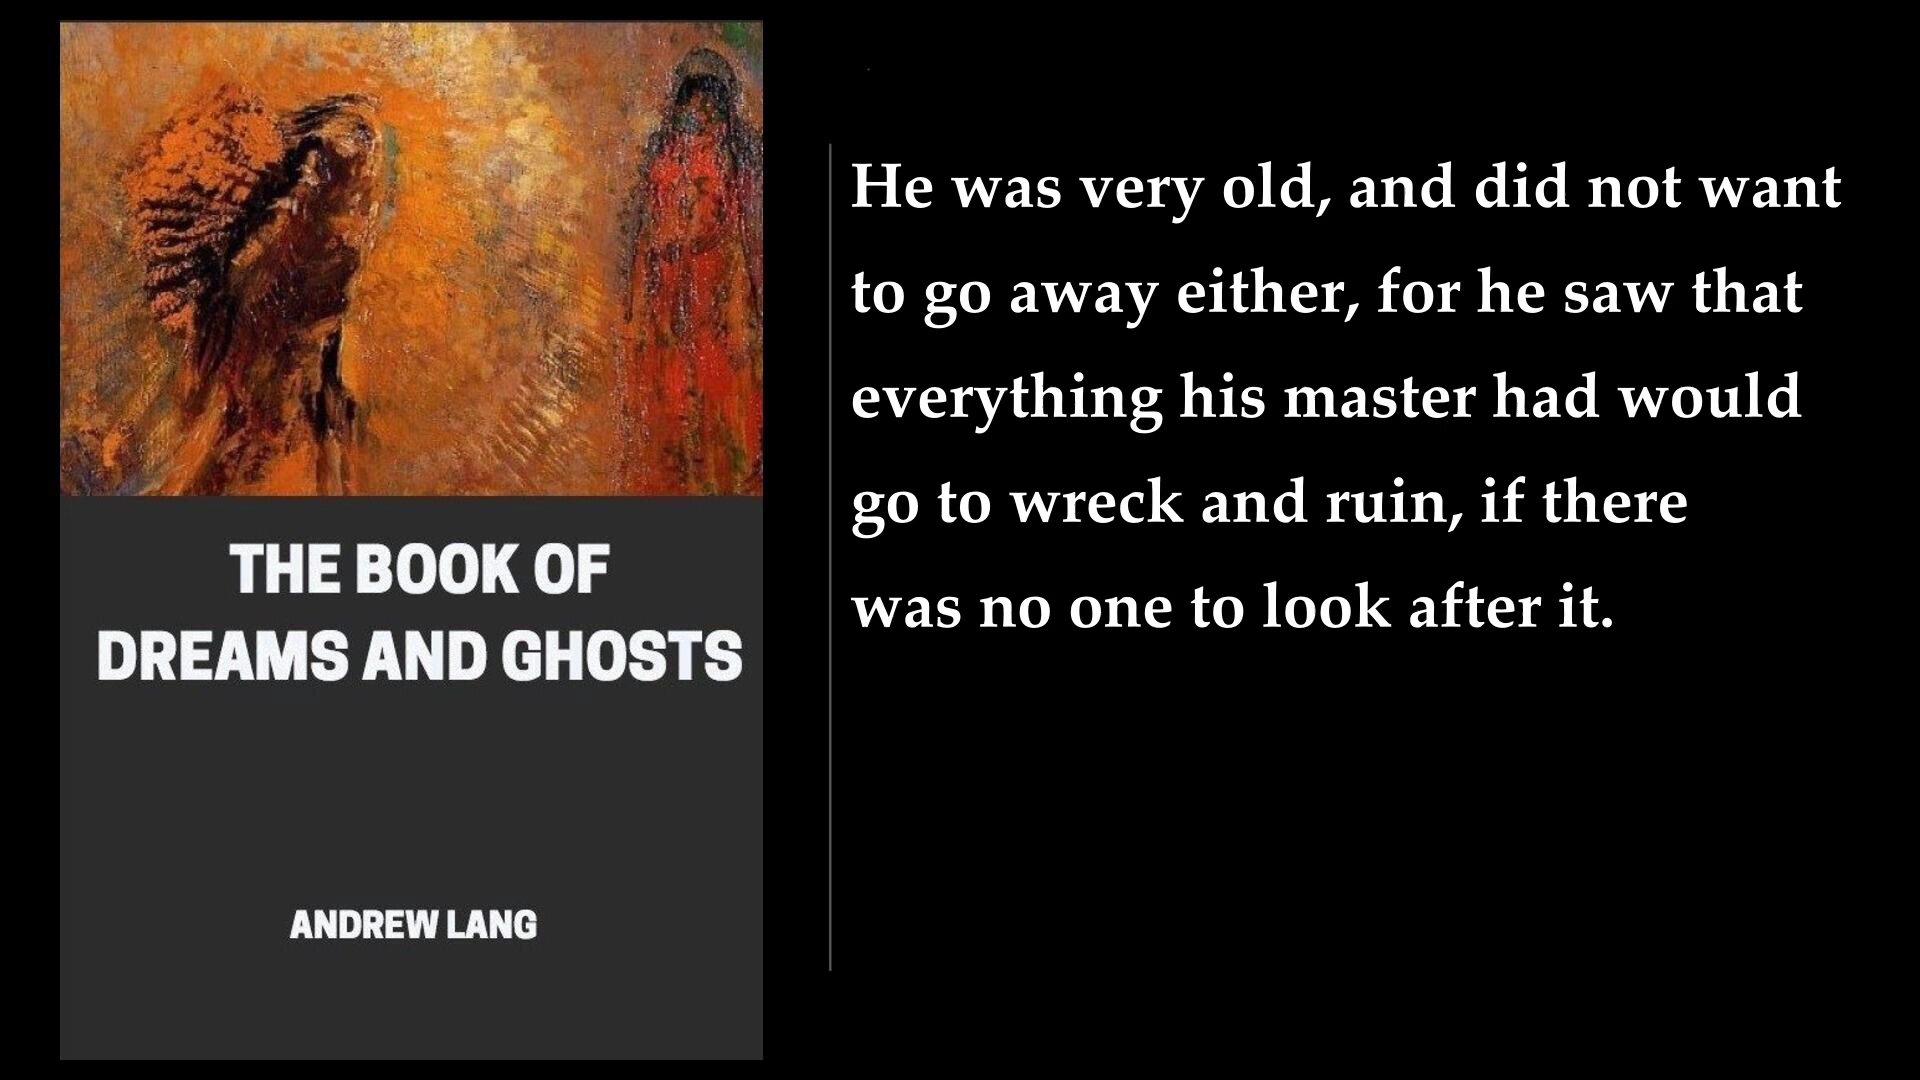 THE BOOK OF
DREAMS AND GHOSTS
ANDREW LANG
He was very old, and did not want
to go away either, for he saw that
everything his master had would
go to wreck and ruin, if there
was no one to look after it.